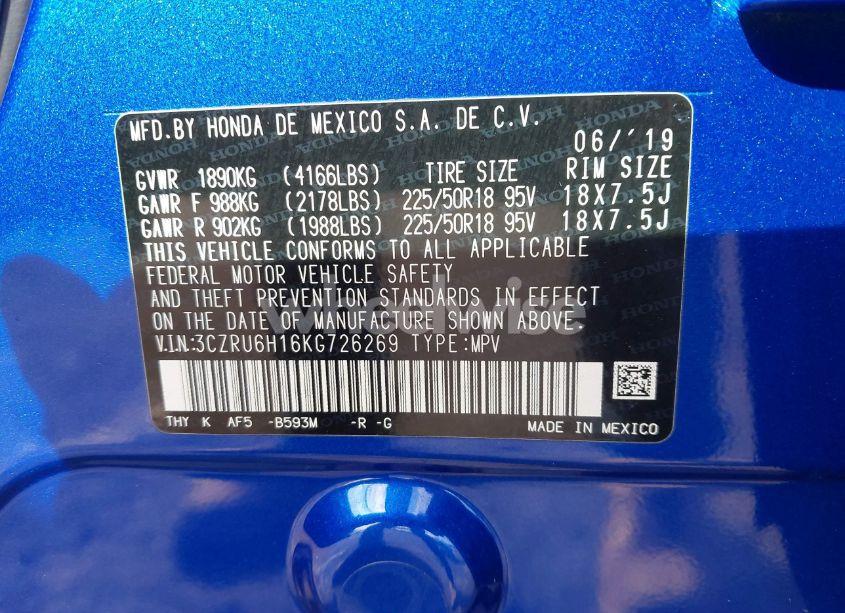 MFD.BY HONDA DE MEXICO S.A. DE C.V.
06/'19
GVWR 1890KG (4166LBS) TIRE SIZE RIM SIZE
GAWR F 988KG (2178LBS) 225/50R18 95V 18X7.5J
GAWR R 902KG (1988LBS) 225/50R18 95V 18X7.5J
THIS VEHICLE CONFORMS TO ALL APPLICABLE
FEDERAL MOTOR VEHICLE SAFETY
AND THEFT PREVENTION STANDARDS IN EFFECT
ON THE DATE OF MANUFACTURE SHOWN ABOVE.
V.I.N.:3CZRU6H16KG726269 TYPE:MPV
THY K AF5 -B593M -R -G
MADE IN MEXICO